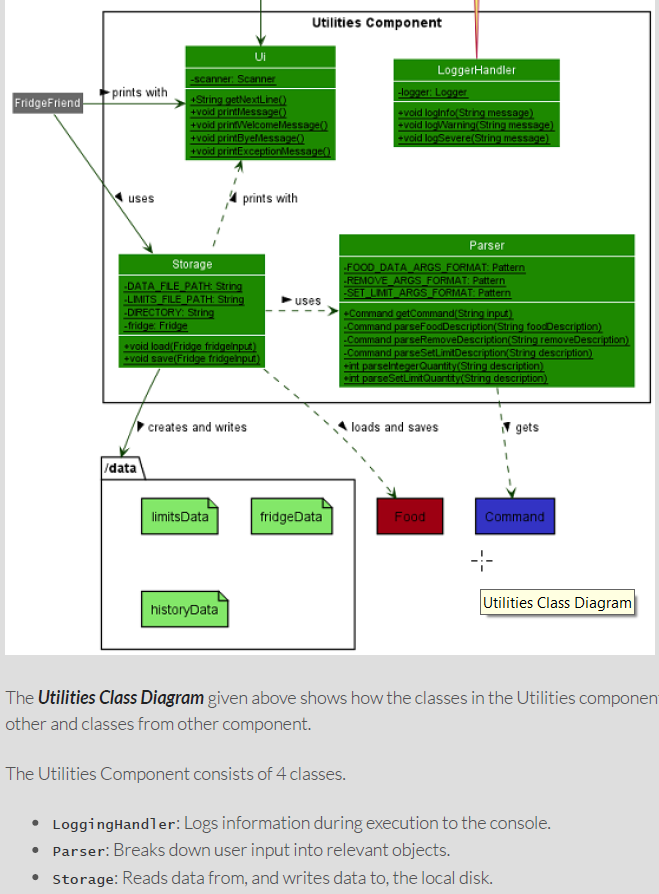 Utilities Component
Ui
-scanner: Scanner
+String getNextLine()
+void printMessage()
+void printWelcomeMessage()
+void printByeMessage()
+void printExceptionMessage()
LoggerHandler
-logger: Logger
+void logInfo(String message)
+void logWarning(String message)
+void logSevere(String message)
FridgeFriend
prints with
uses
prints with
Storage
-DATA_FILE_PATH: String
-LIMITS_FILE_PATH: String
-DIRECTORY: String
-fridge: Fridge
+void load(Fridge fridgeInput)
+void save(Fridge fridgeInput)
uses
Parser
-FOOD_DATA_ARGS_FORMAT: Pattern
-REMOVE_ARGS_FORMAT: Pattern
-SET_LIMIT_ARGS_FORMAT: Pattern
+Command getCommand(String input)
-Command parseFoodDescription(String foodDescription)
-Command parseRemoveDescription(String removeDescription)
-Command parseSetLimitDescription(String description)
+int parseIntegerQuantity(String description)
+int parseSetLimitQuantity(String description)
creates and writes
loads and saves
gets
/data
limitsData
fridgeData
historyData
Food
Command
Utilities Class Diagram
The Utilities Class Diagram given above shows how the classes in the Utilities componen
other and classes from other component.
The Utilities Component consists of 4 classes.
• LoggingHandler: Logs information during execution to the console.
• Parser: Breaks down user input into relevant objects.
• Storage: Reads data from, and writes data to, the local disk.